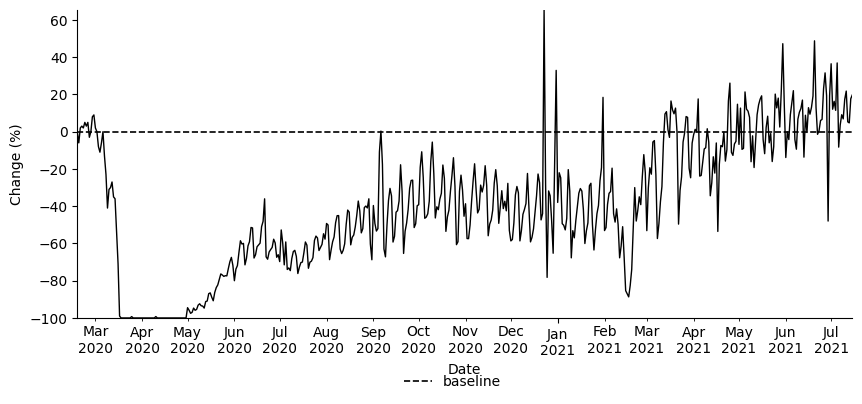 60
40
20
0
−20
−40
−60
−80
−100
Change (%)
Mar Apr May Jun Jul Aug Sep Oct Nov Dec Jan Feb Mar Apr May Jun Jul
2020 2020 2020 2020 2020 2020 2020 2020 2020 2020 2021 2021 2021 2021 2021 2021 2021
Date
baseline